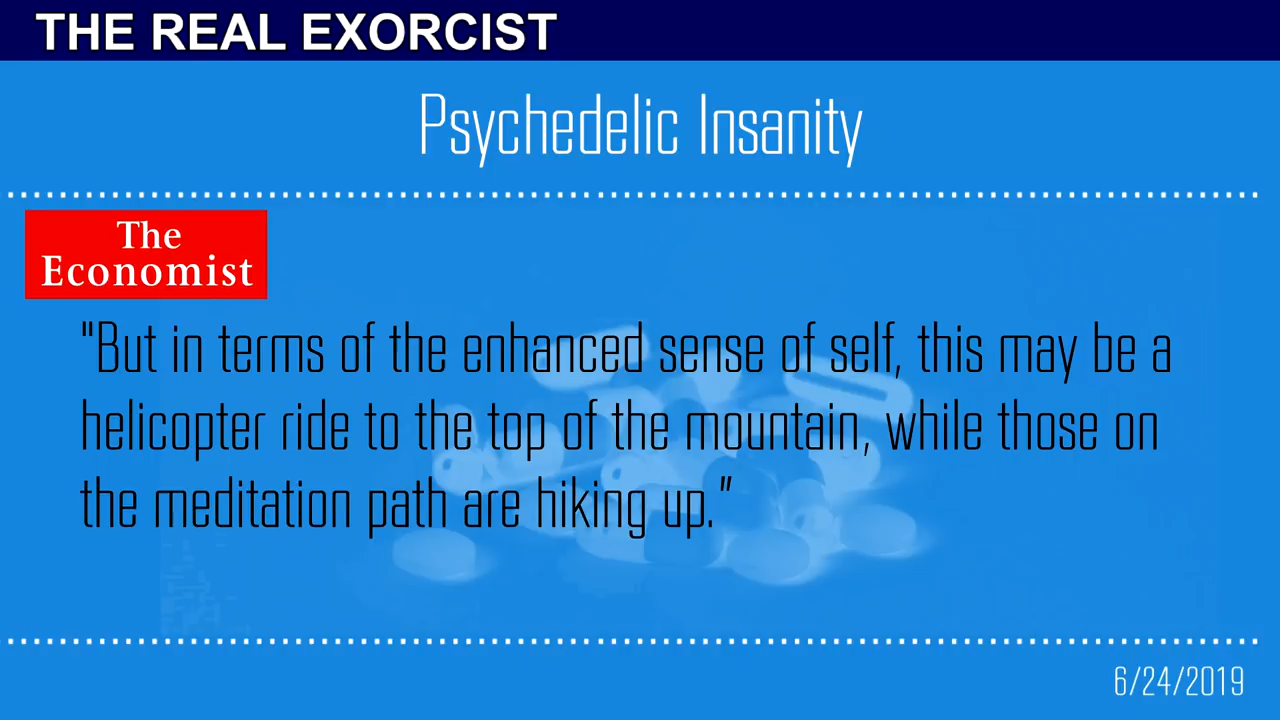 THE REAL EXORCIST
Psychedelic Insanity
The
Economist
"But in terms of the enhanced sense of self, this may be a
helicopter ride to the top of the mountain, while those on
the meditation path are hiking up.”
6/24/2019